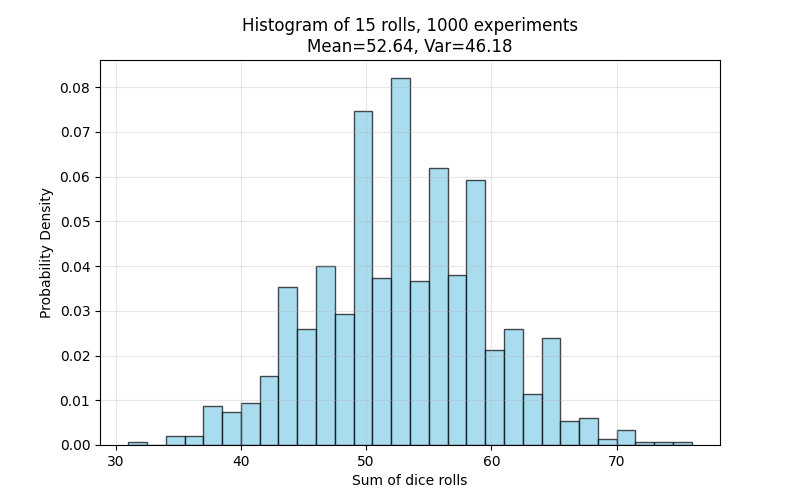 Histogram of 15 rolls, 1000 experiments
Mean=52.64, Var=46.18
Probability Density
0.08
0.07
0.06
0.05
0.04
0.03
0.02
0.01
0.00
30 40 50 60 70
Sum of dice rolls